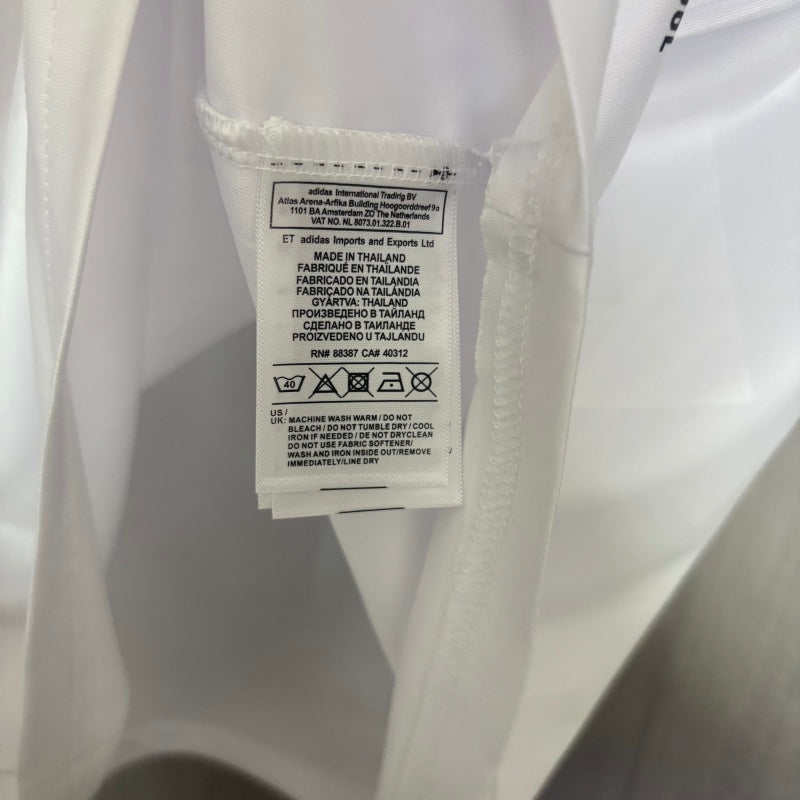 adidas International Tradirig BV
Atlas Arena-Arfika Building Hoogoorddreef 9a
1101 BA Amsterdam ZO The Netherlands
VAT NO. NL 8073.01.322.B.01
ET adidas Imports and Exports Ltd
MADE IN THAILAND
FABRIQUÉ EN THAÏLANDE
FABRICADO EN TAILANDIA
FABRICAÇO NA TAILÂNDIA
GYÁRTVA: THAILAND
ПРОИЗВЕДЕНО В ТАЙЛАНД
СДЕЛАНО В ТАИЛАНДЕ
PROIZVEDENO U TAJLANDU
RN# 88387 CA# 40312
40
US /
UK: MACHINE WASH WARM / DO NOT
BLEACH / DO NOT TUMBLE DRY / COOL
IRON IF NEEDED / DE NOT DRYCLEAN
DO NOT USE FABRIC SOFTENER/
WASH AND IRON INSIDE OUT/REMOVE
IMMEDIATELY/LINE DRY